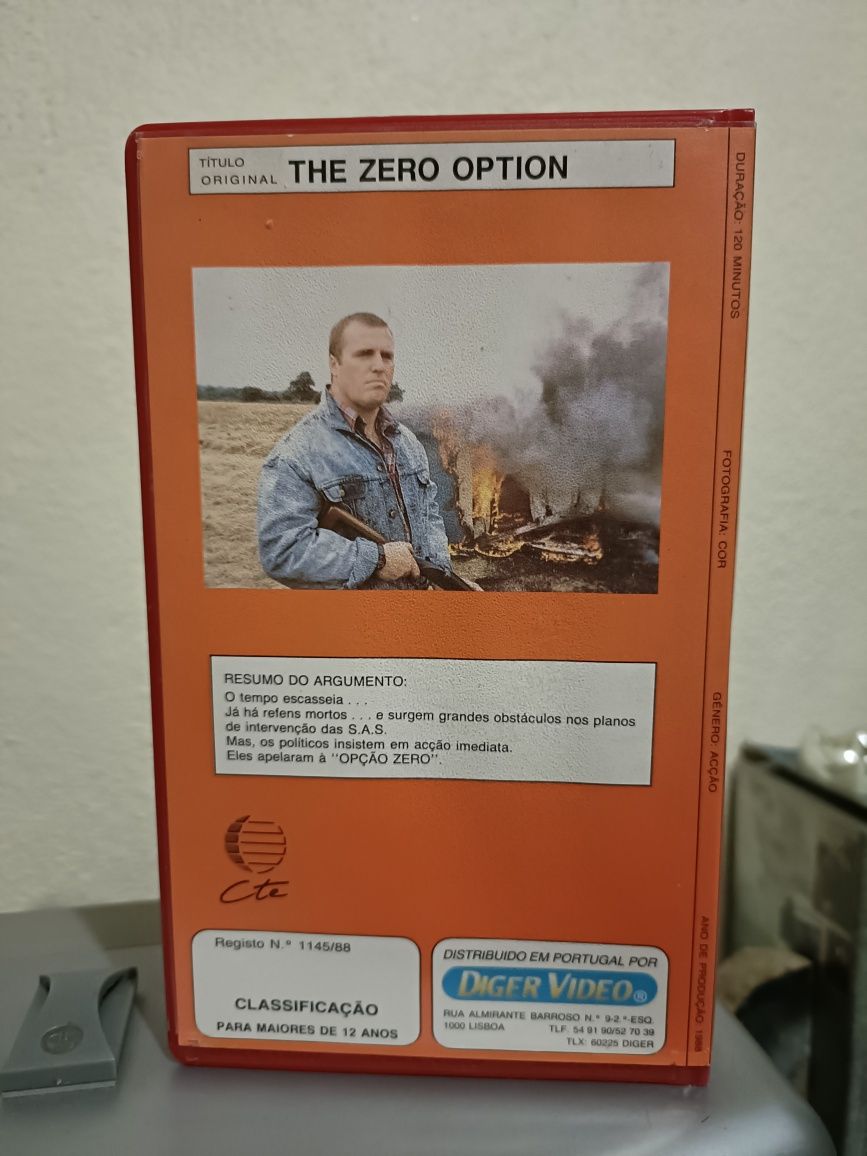 TÍTULO
ORIGINAL THE ZERO OPTION
RESUMO DO ARGUMENTO:
O tempo escasseia . . .
Já há refens mortos . . . e surgem grandes obstáculos nos planos
de intervenção das S.A.S.
Mas, os políticos insistem em acção imediata.
Eles apelaram à "OPÇÃO ZERO".
Cte
Registo N.º 1145/88
CLASSIFICAÇÃO
PARA MAIORES DE 12 ANOS
DISTRIBUIDO EM PORTUGAL POR
DIGER VIDEO ®
RUA ALMIRANTE BARROSO N.º 9-2.º-ESQ.
1000 LISBOA TLF. 54 91 90/52 70 39
TLX: 60225 DIGER
DURAÇÃO: 120 MINUTOS
FOTOGRAFIA: COR
GÉNERO: ACÇÃO
ANO DE PRODUÇÃO: 1988